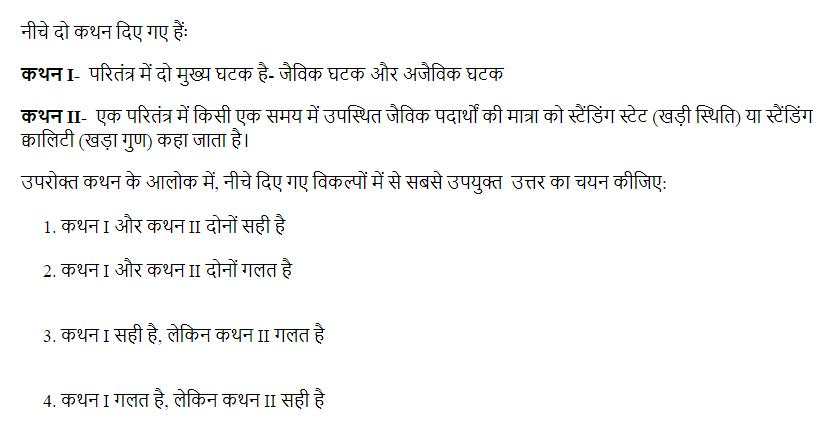 नीचे दो कथन दिए गए हैंः
कथन I- परितंत्र में दो मुख्य घटक है- जैविक घटक और अजैविक घटक
कथन II- एक परितंत्र में किसी एक समय में उपस्थित जैविक पदार्थों की मात्रा को स्टैंडिंग स्टेट (खड़ी स्थिति) या स्टैंडिंग
क्वालिटी (खड़ा गुण) कहा जाता है।
उपरोक्त कथन के आलोक में, नीचे दिए गए विकल्पों में से सबसे उपयुक्त उत्तर का चयन कीजिए:
1. कथन I और कथन II दोनों सही है
2. कथन I और कथन II दोनों गलत है
3. कथन I सही है, लेकिन कथन II गलत है
4. कथन I गलत है, लेकिन कथन II सही है